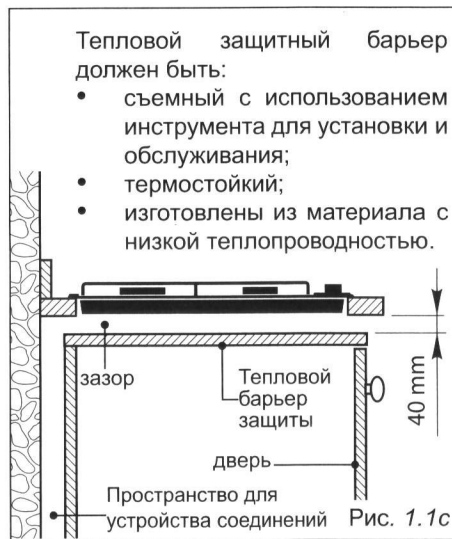 Тепловой защитный барьер
должен быть:
• съемный с использованием
инструмента для установки и
обслуживания;
• термостойкий;
• изготовлены из материала с
низкой теплопроводностью.
зазор
Тепловой
барьер
защиты
40 mm
дверь
Пространство для
устройства соединений
Рис. 1.1c